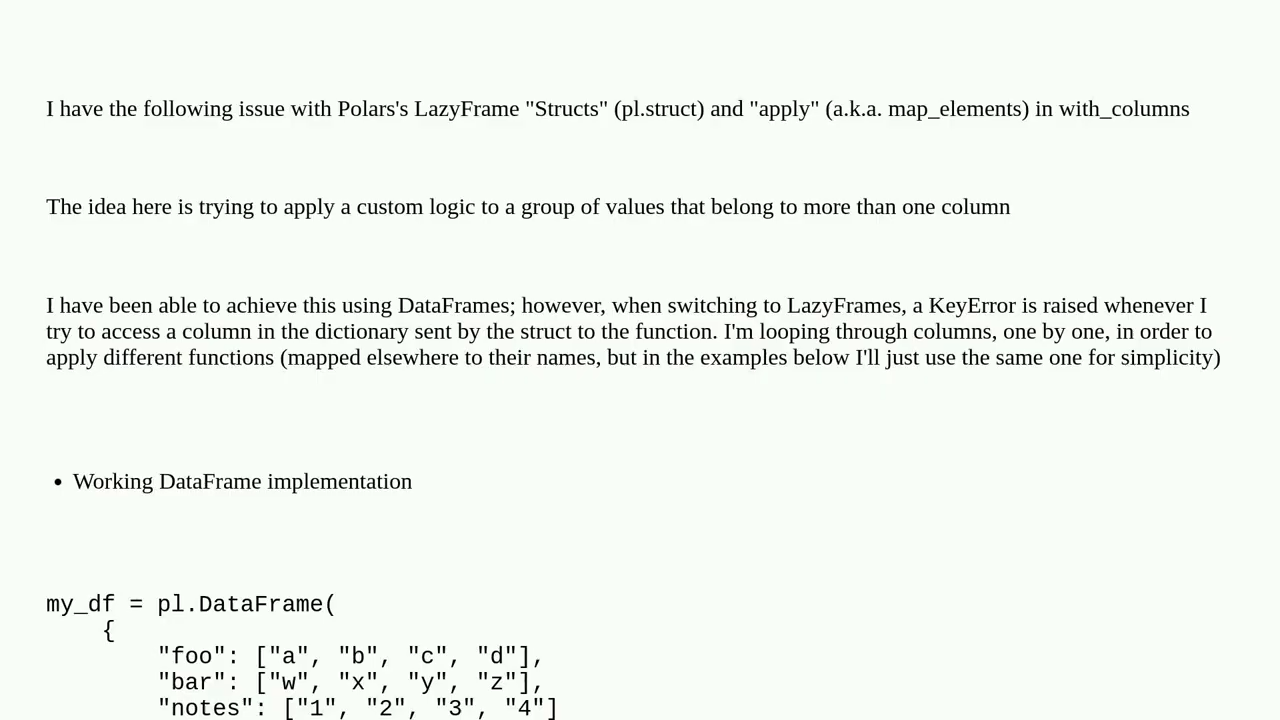 I have the following issue with Polars's LazyFrame "Structs" (pl.struct) and "apply" (a.k.a. map_elements) in with_columns
The idea here is trying to apply a custom logic to a group of values that belong to more than one column
I have been able to achieve this using DataFrames; however, when switching to LazyFrames, a KeyError is raised whenever I
try to access a column in the dictionary sent by the struct to the function. I'm looping through columns, one by one, in order to
apply different functions (mapped elsewhere to their names, but in the examples below I'll just use the same one for simplicity)
• Working DataFrame implementation
my_df = pl.DataFrame(
    {
        "foo": ["a", "b", "c", "d"],
        "bar": ["w", "x", "y", "z"],
        "notes": ["1", "2", "3", "4"]